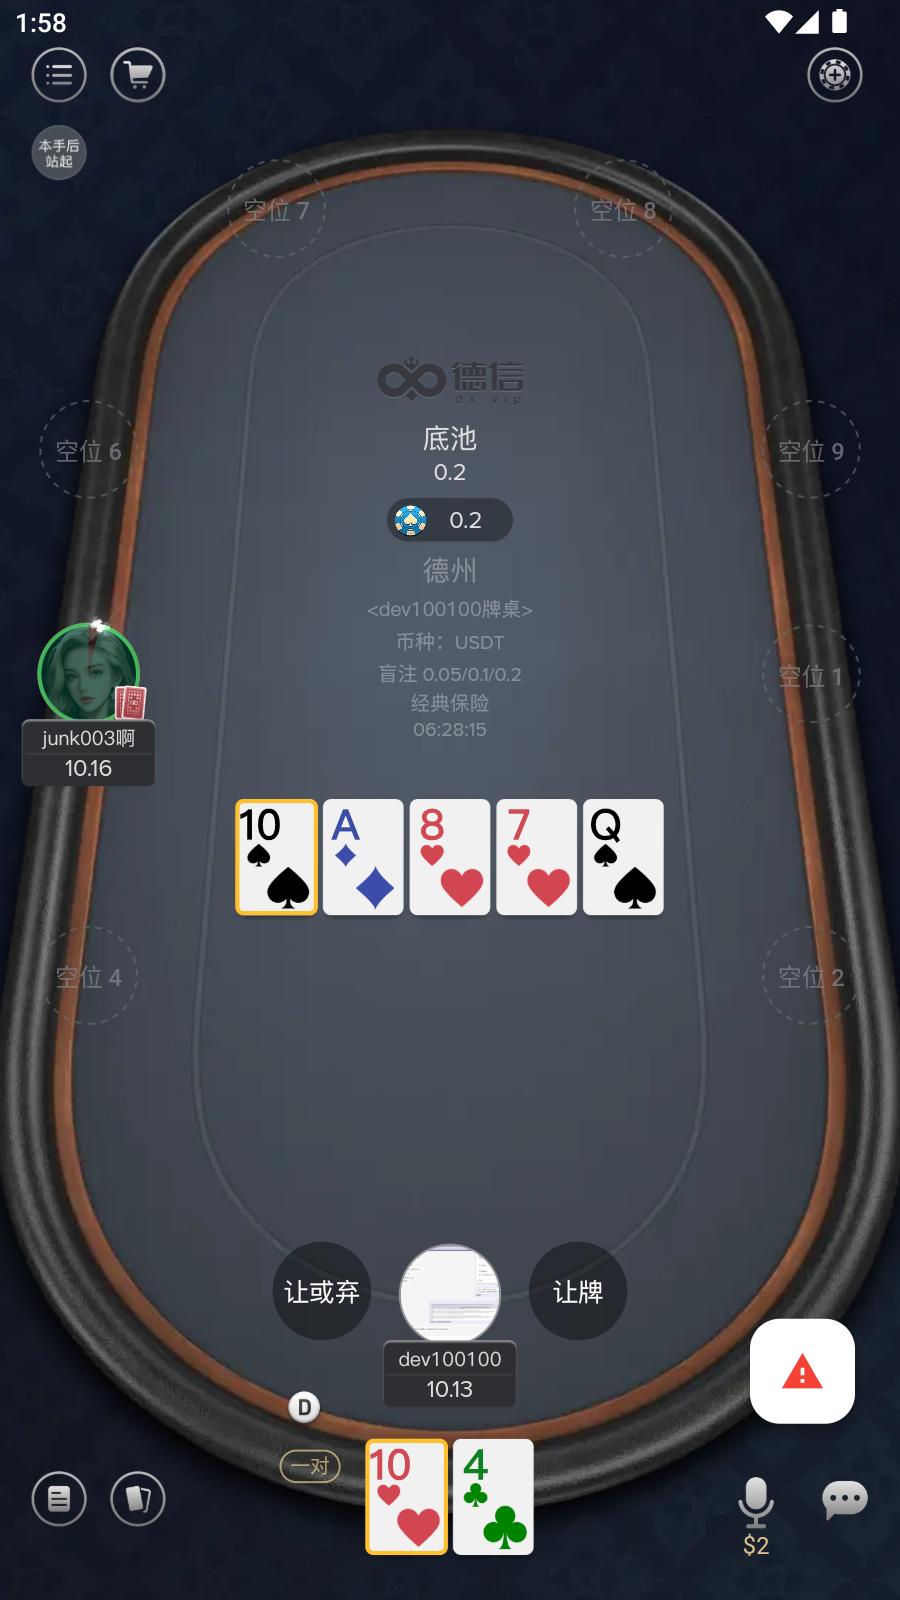 1:58
本手后
站起
空位 7
空位 8
德信
dx.vip
底池
0.2
空位 6
空位 9
0.2
德州
<dev100100牌桌>
币种：USDT
盲注 0.05/0.1/0.2
经典保险
06:28:15
空位 1
junk003啊
10.16
10
A
8
7
Q
空位 4
空位 2
让或弃
让牌
dev100100
10.13
D
一对
10
4
$2